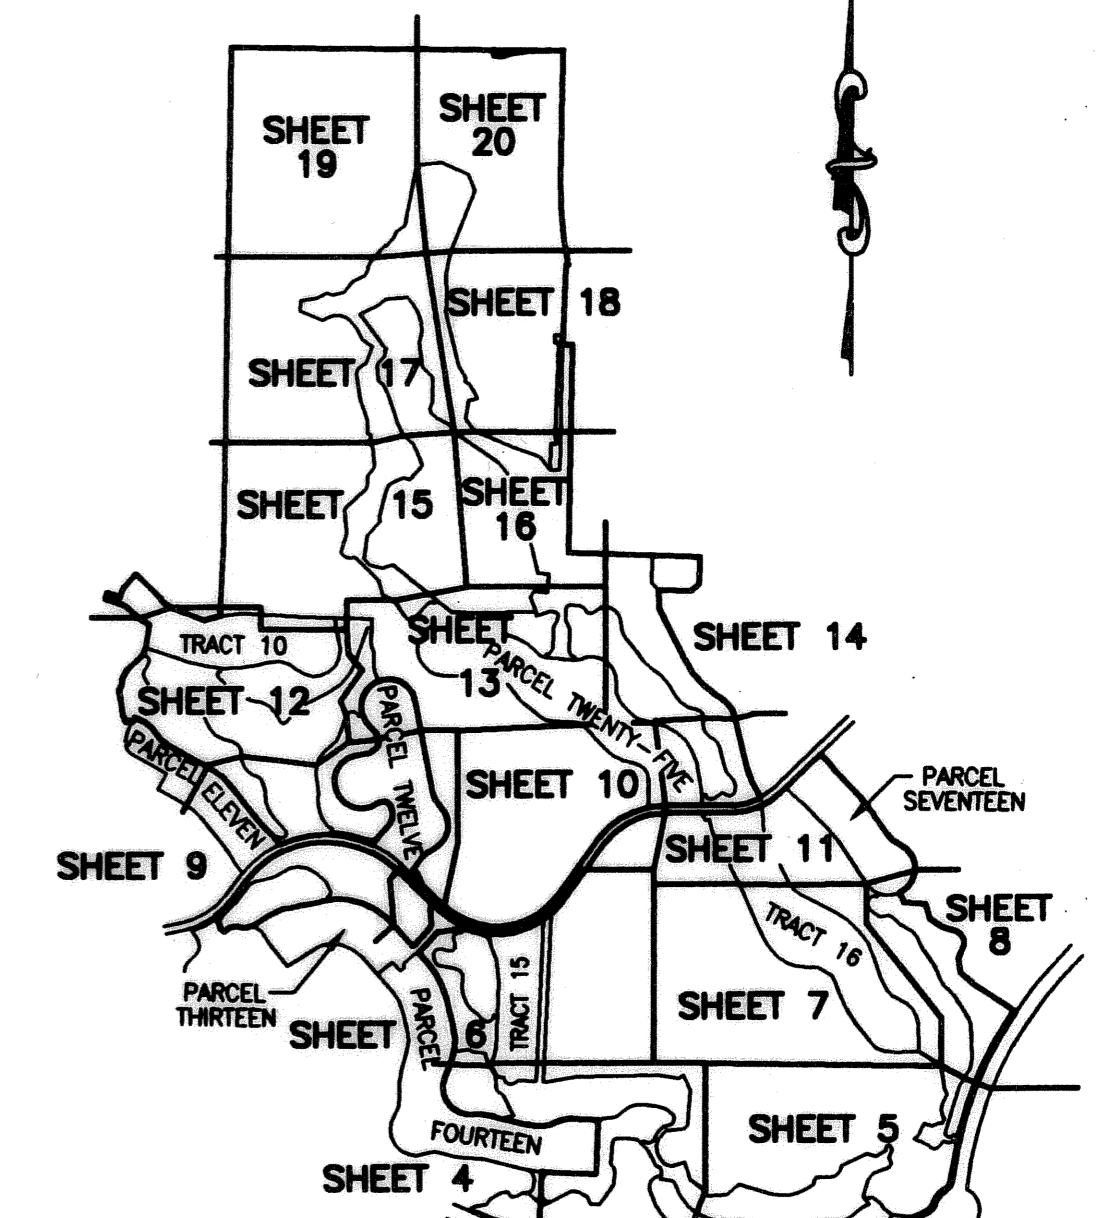 SHEET
19
SHEET
20
SHEET 18
SHEET 17
SHEET 15
SHEET
16
TRACT 10
SHEET
13
SHEET 14
SHEET 12
PARCEL TWENTY-FIVE
PARCEL ELEVEN
PARCEL TWELVE
SHEET 10
PARCEL
SEVENTEEN
SHEET 9
SHEET 11
SHEET
8
TRACT 16
PARCEL
THIRTEEN
SHEET 6
TRACT 15
SHEET 7
PARCEL
FOURTEEN
SHEET 5
SHEET 4